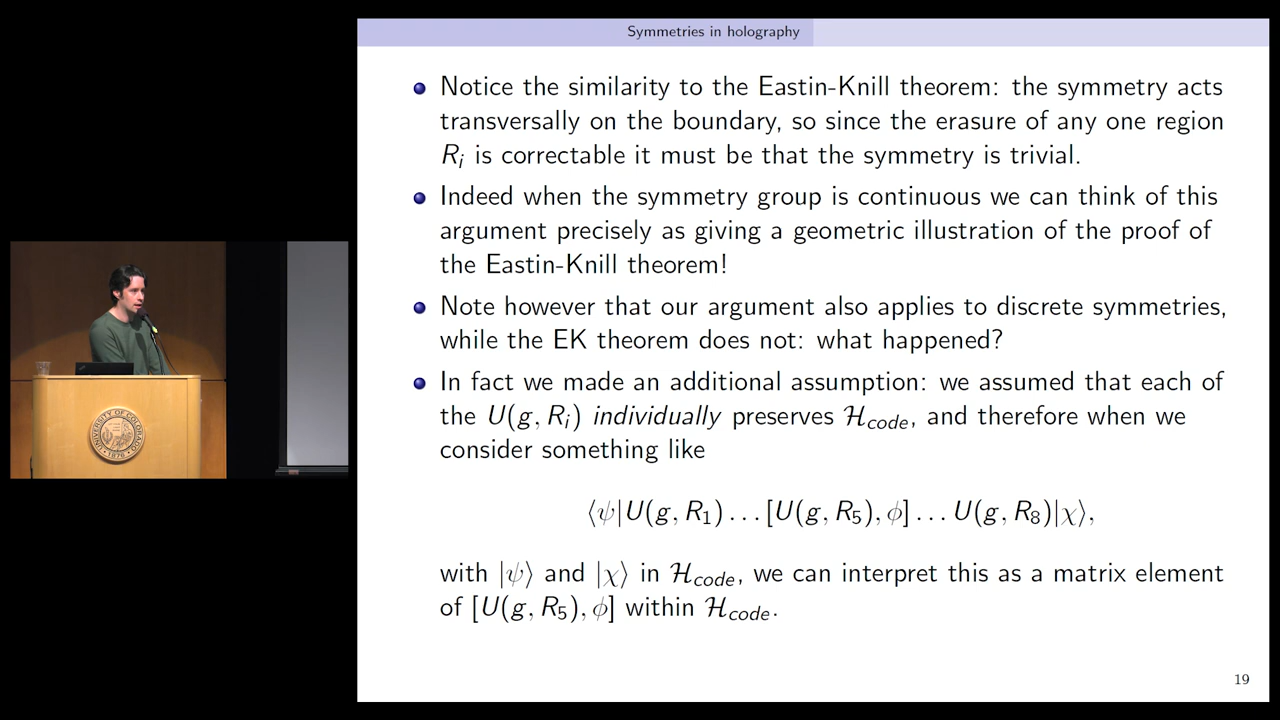 Symmetries in holography
Notice the similarity to the Eastin-Knill theorem: the symmetry acts
transversally on the boundary, so since the erasure of any one region
R_i is correctable it must be that the symmetry is trivial.
Indeed when the symmetry group is continuous we can think of this
argument precisely as giving a geometric illustration of the proof of
the Eastin-Knill theorem!
Note however that our argument also applies to discrete symmetries,
while the EK theorem does not: what happened?
In fact we made an additional assumption: we assumed that each of
the U(g, R_i) individually preserves H_code, and therefore when we
consider something like
⟨ψ|U(g, R_1) … [U(g, R_5), ϕ] … U(g, R_8)|χ⟩,
with |ψ⟩ and |χ⟩ in H_code, we can interpret this as a matrix element
of [U(g, R_5), ϕ] within H_code.
19
UNIVERSITY OF COLORADO
1876